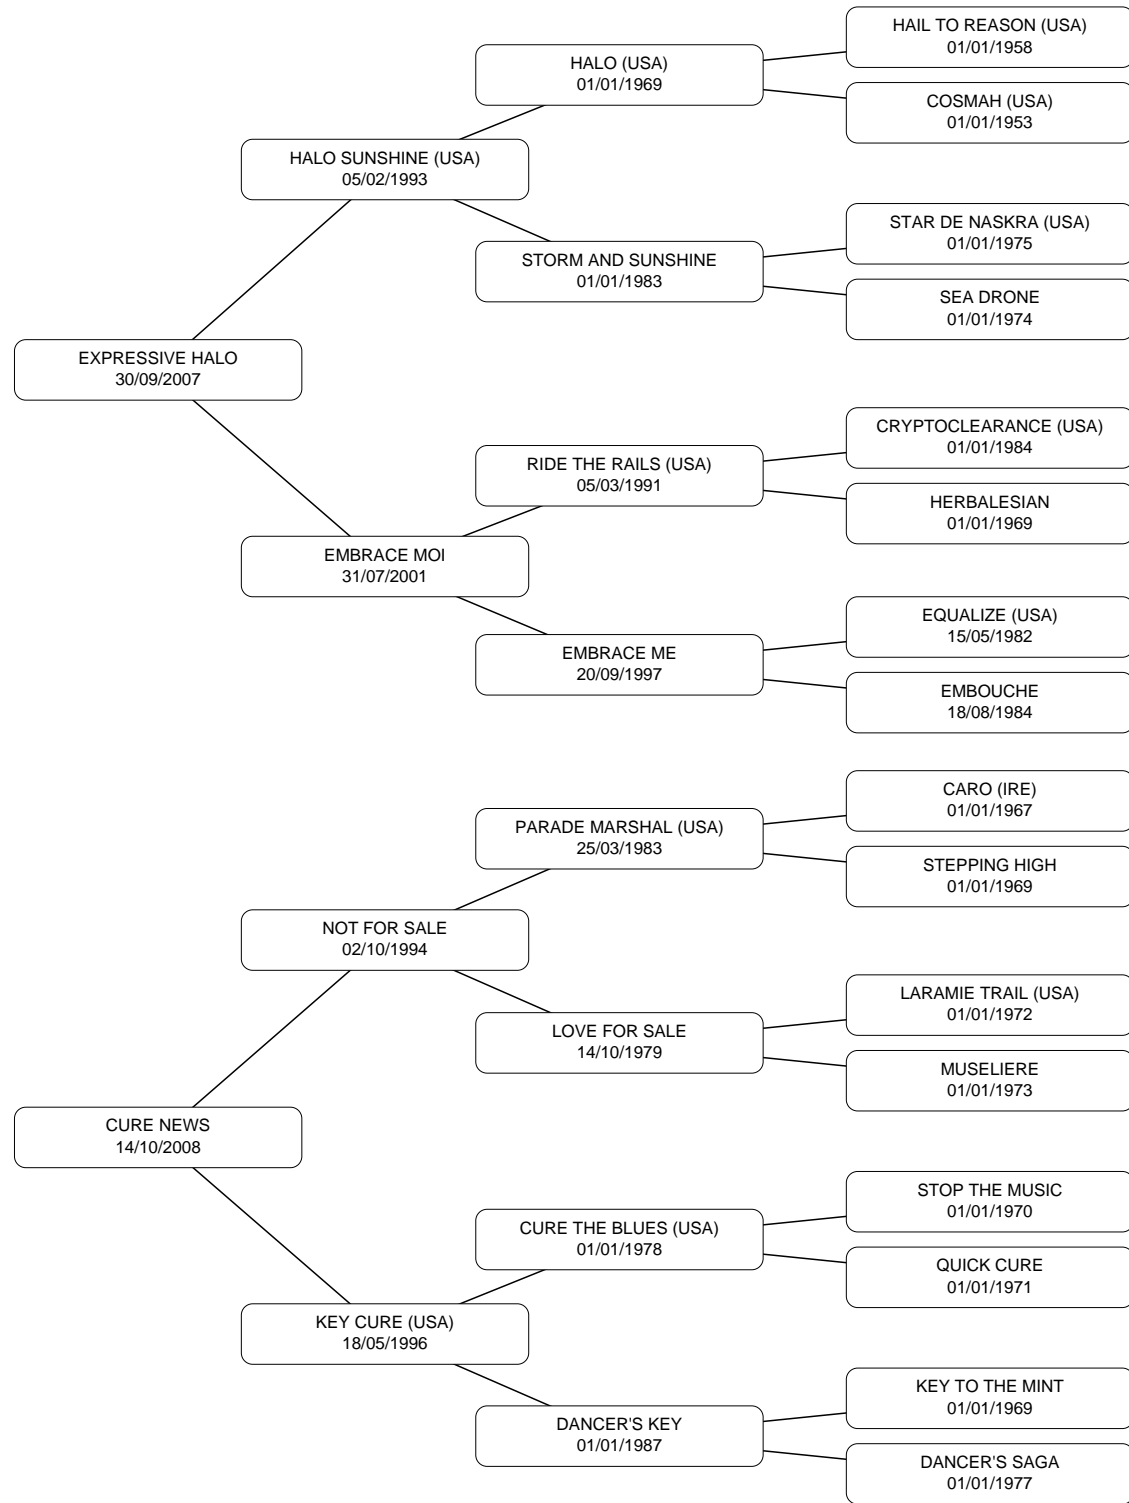 HAIL TO REASON (USA)
01/01/1958
HALO (USA)
01/01/1969
COSMAH (USA)
01/01/1953
HALO SUNSHINE (USA)
05/02/1993
STAR DE NASKRA (USA)
01/01/1975
STORM AND SUNSHINE
01/01/1983
SEA DRONE
01/01/1974
EXPRESSIVE HALO
30/09/2007
CRYPTOCLEARANCE (USA)
01/01/1984
RIDE THE RAILS (USA)
05/03/1991
HERBALESIAN
01/01/1969
EMBRACE MOI
31/07/2001
EQUALIZE (USA)
15/05/1982
EMBRACE ME
20/09/1997
EMBOUCHE
18/08/1984
CARO (IRE)
01/01/1967
PARADE MARSHAL (USA)
25/03/1983
STEPPING HIGH
01/01/1969
NOT FOR SALE
02/10/1994
LARAMIE TRAIL (USA)
01/01/1972
LOVE FOR SALE
14/10/1979
MUSELIERE
01/01/1973
CURE NEWS
14/10/2008
STOP THE MUSIC
01/01/1970
CURE THE BLUES (USA)
01/01/1978
QUICK CURE
01/01/1971
KEY CURE (USA)
18/05/1996
KEY TO THE MINT
01/01/1969
DANCER'S KEY
01/01/1987
DANCER'S SAGA
01/01/1977